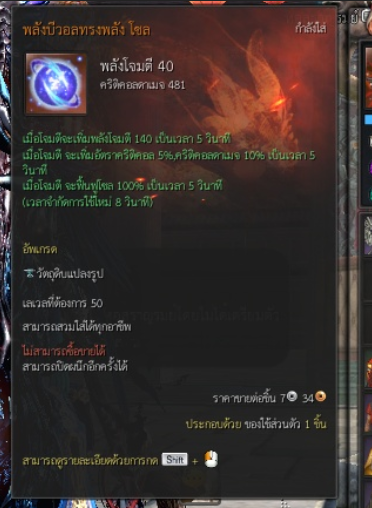 พลังบีวอลทรงพลัง โซล
กำลังใส่
พลังโจมตี 40
คริติคอลดาเมจ 481
เมื่อโจมตีจะเพิ่มพลังโจมตี 140 เป็นเวลา 5 วินาที
เมื่อโจมตี จะเพิ่มอัตราคริติคอล 5%,คริติคอลดาเมจ 10% เป็นเวลา 5
วินาที
เมื่อโจมตี จะฟื้นฟูโซล 100% เป็นเวลา 5 วินาที
(เวลาจำกัดการใช้ใหม่ 8 วินาที)
อัพเกรด
วัตถุดิบแปลงรูป
เลเวลที่ต้องการ 50
สามารถสวมใส่ได้ทุกอาชีพ
ไม่สามารถซื้อขายได้
สามารถปิดผนึกอีกครั้งได้
ราคาขายต่อชิ้น 7 34
ประกอบด้วย ของใช้ส่วนตัว 1 ชิ้น
สามารถดูรายละเอียดด้วยการกด Shift +